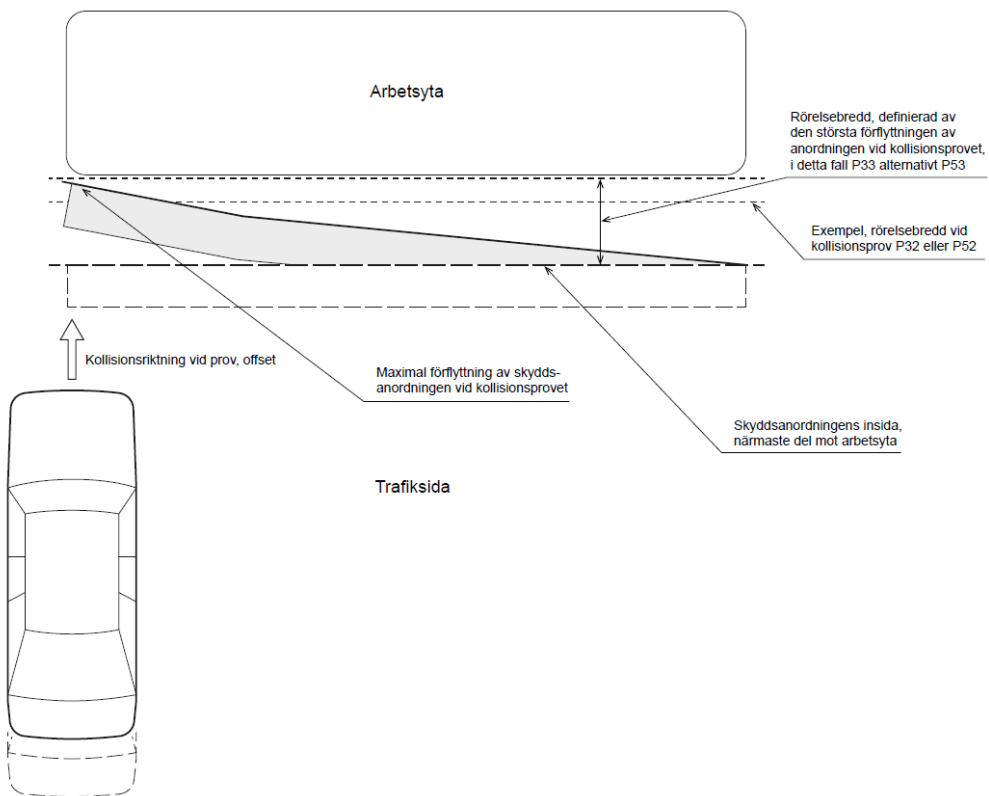 Arbetsyta
Rörelsebredd, definierad av
den största förflyttningen av
anordningen vid kollisionsprovet,
i detta fall P33 alternativt P53
Exempel, rörelsebredd vid
kollisionsprov P32 eller P52
Kollisionsriktning vid prov, offset
Maximal förflyttning av skydds-
anordningen vid kollisionsprovet
Skyddsanordningens insida,
närmaste del mot arbetsyta
Trafiksida